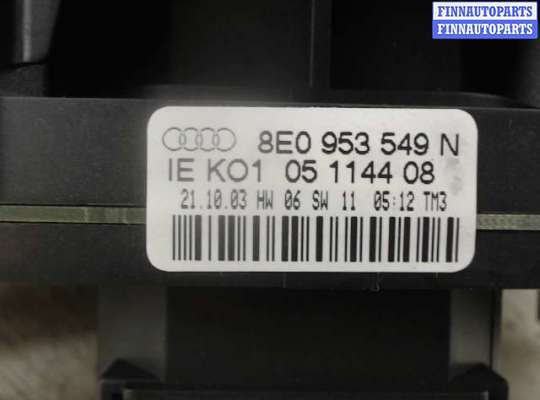 FINNAUTOPARTS
FINNAUTOPARTS
8E0 953 549 N
IE KO1 05 1144 08
21.10.03 HW 06 SW 11 05:12 TM3